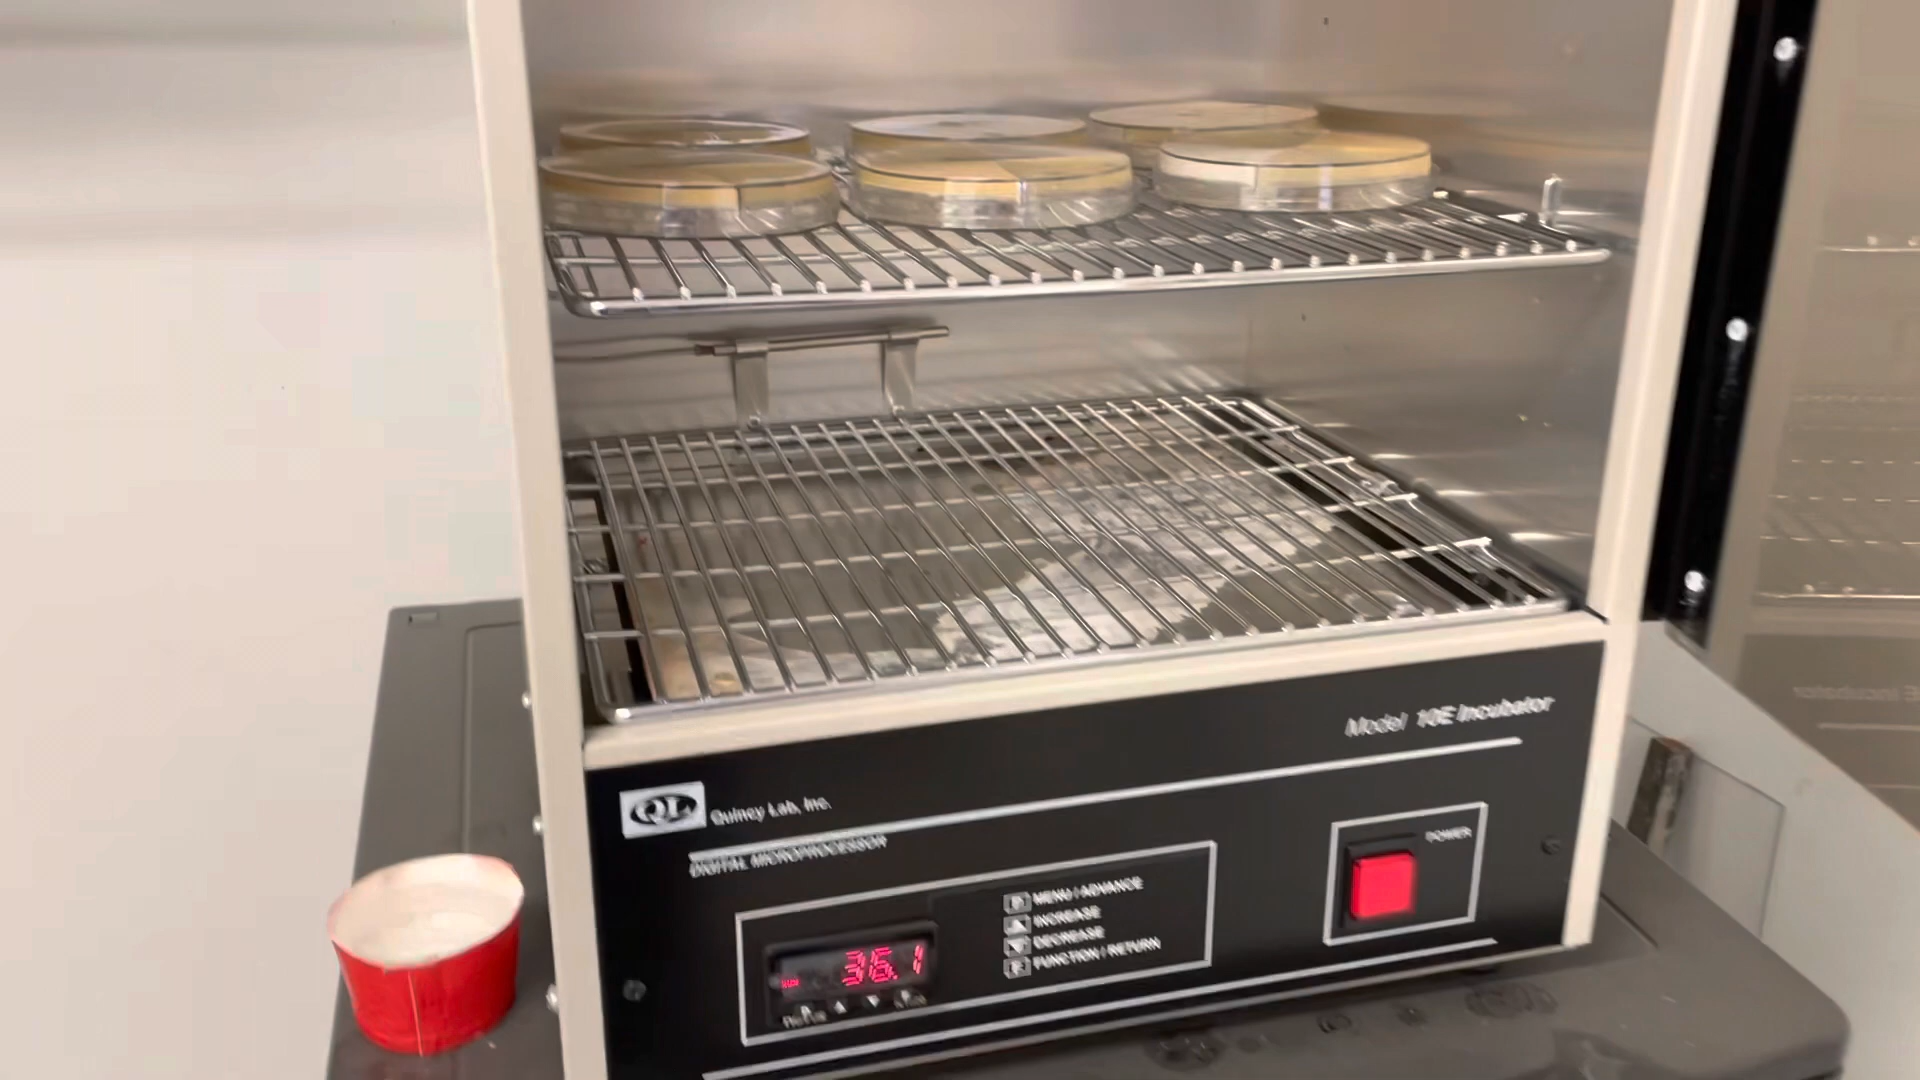 Model 10E Incubator
QL Quincy Lab, Inc.
DIGITAL MICROPROCESSOR
POWER
P MENU / ADVANCE
▲ INCREASE
▼ DECREASE
F FUNCTION / RETURN
36.1